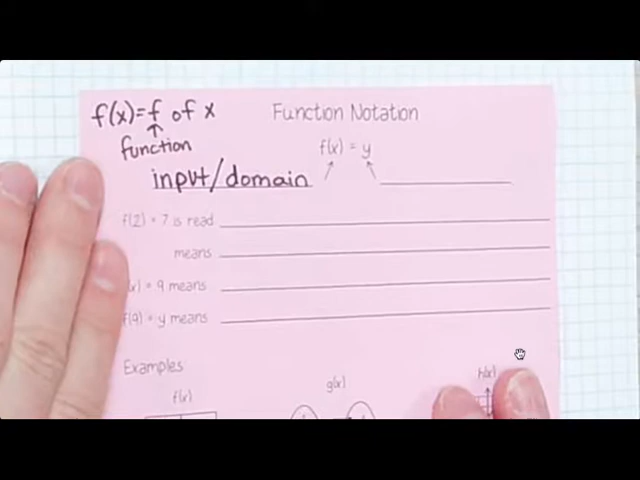 f(x)=f of x Function Notation
function
f(x) = y
input/domain
f(2) = 7 is read
means
(x) = 9 means
f(9) = y means
Examples
f(x) g(x) h(x)